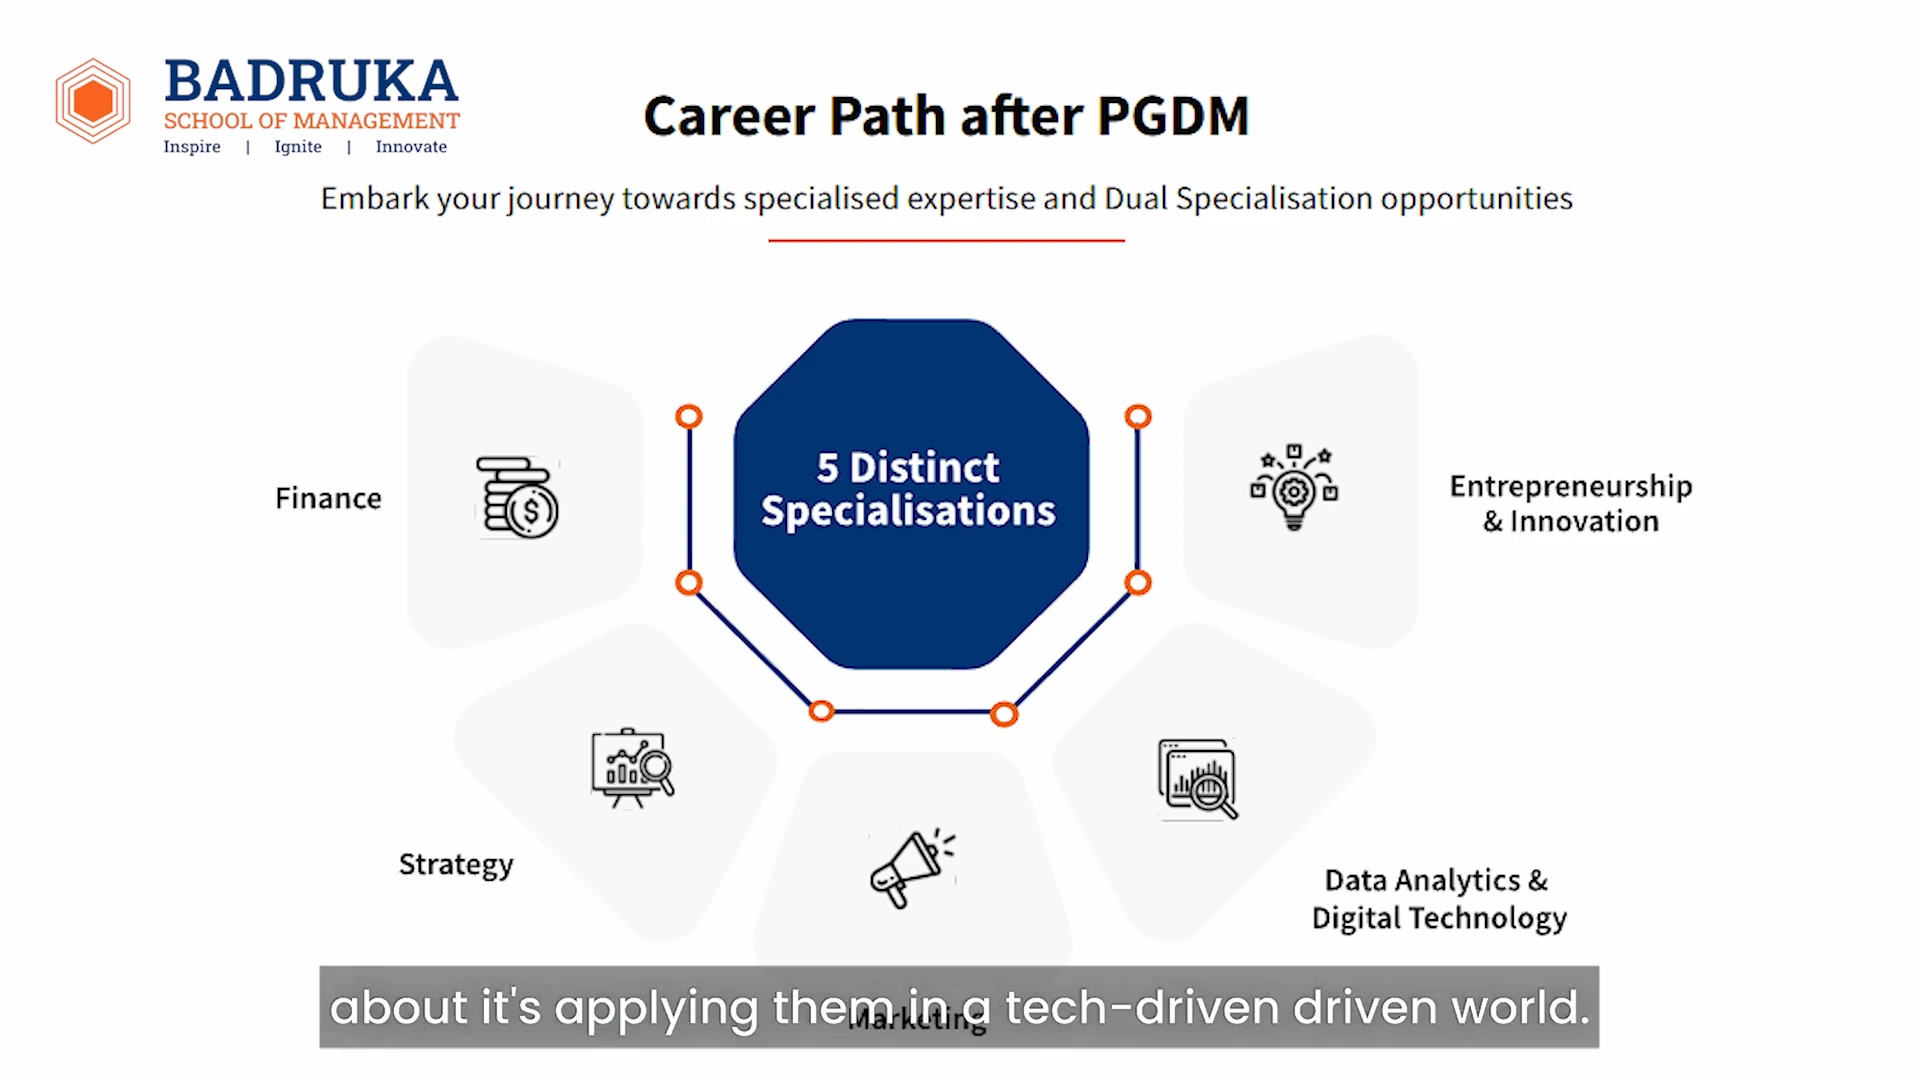 BADRUKA
SCHOOL OF MANAGEMENT
Inspire | Ignite | Innovate
Career Path after PGDM
Embark your journey towards specialised expertise and Dual Specialisation opportunities
5 Distinct
Specialisations
Finance
Entrepreneurship
& Innovation
Strategy
Data Analytics &
Digital Technology
Marketing
about it's applying them in a tech-driven driven world.